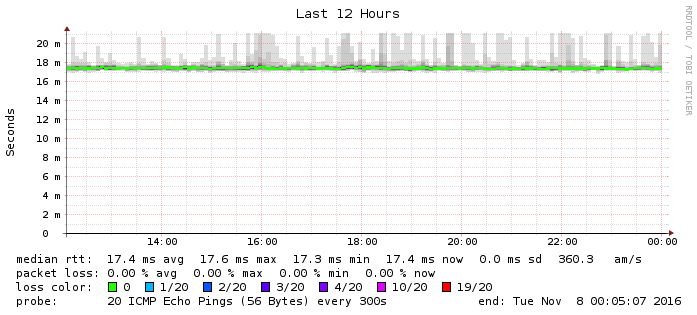 Last 12 Hours
RRDTOOL / TOBI OETIKER
Seconds
20 m
18 m
16 m
14 m
12 m
10 m
8 m
6 m
4 m
2 m
0
14:00 16:00 18:00 20:00 22:00 00:00
median rtt: 17.4 ms avg 17.6 ms max 17.3 ms min 17.4 ms now 0.0 ms sd 360.3 am/s
packet loss: 0.00 % avg 0.00 % max 0.00 % min 0.00 % now
loss color: 0 1/20 2/20 3/20 4/20 10/20 19/20
probe: 20 ICMP Echo Pings (56 Bytes) every 300s end: Tue Nov 8 00:05:07 2016